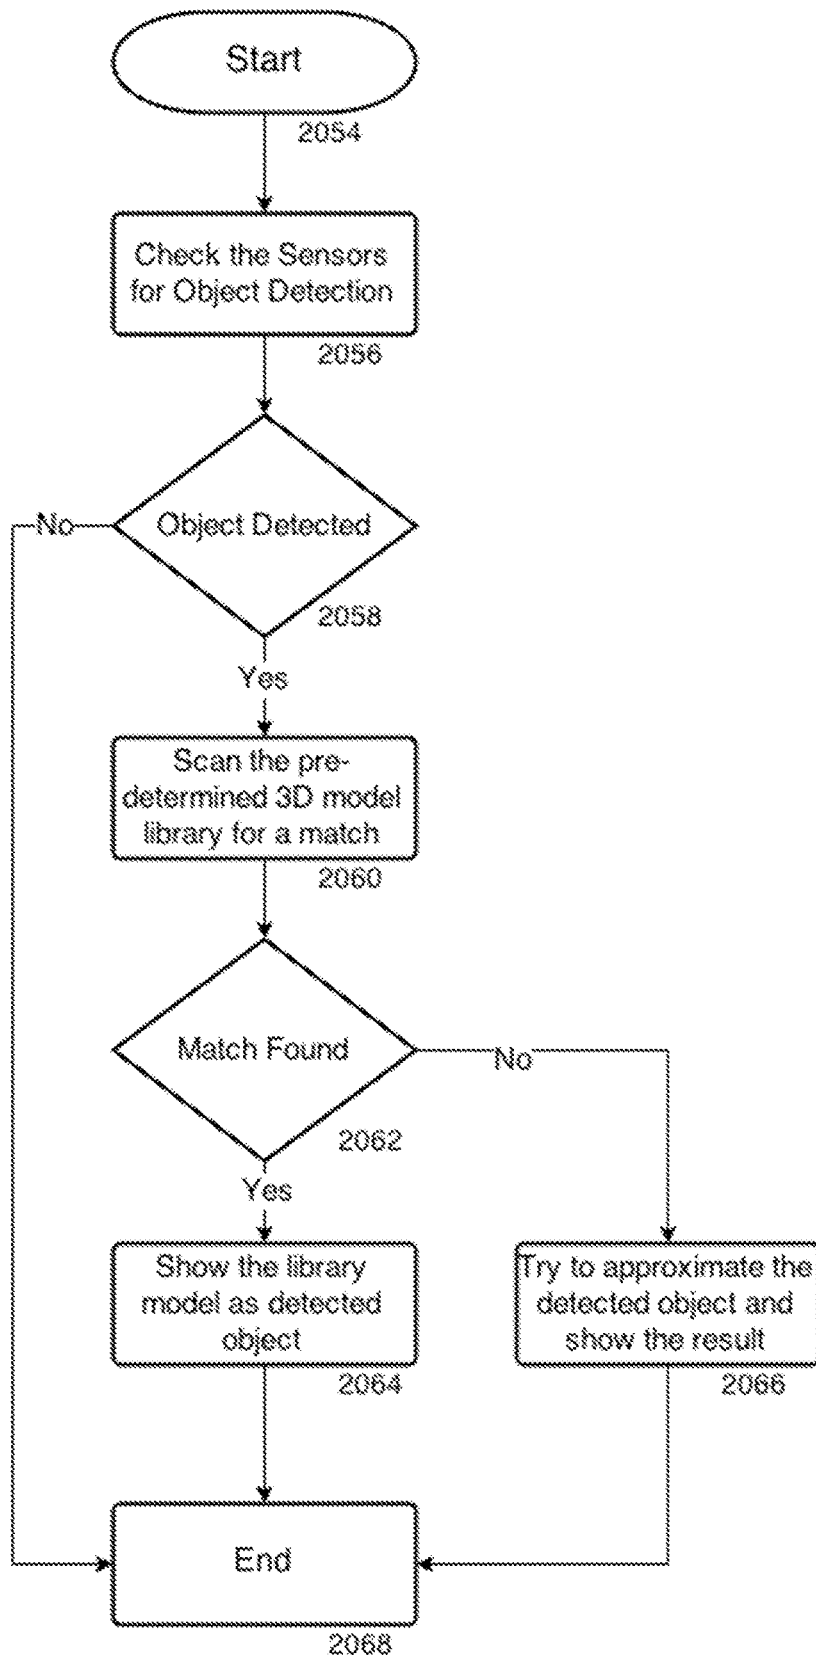 Start
2054
Check the Sensors
for Object Detection
2056
No
Object Detected
2058
Yes
Scan the pre-
determined 3D model
library for a match
2060
Match Found
No
2062
Yes
Show the library
model as detected
object
2064
Try to approximate the
detected object and
show the result
2066
End
2068